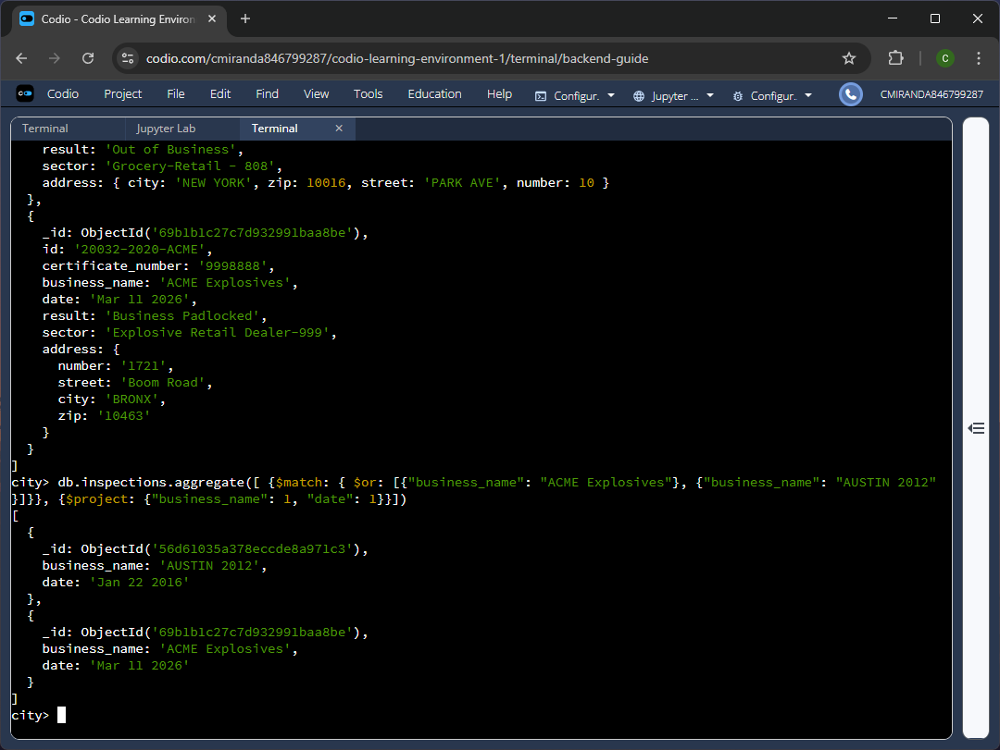 Codio - Codio Learning Environ
codio.com/cmiranda846799287/codio-learning-environment-1/terminal/backend-guide
C
Codio Project File Edit Find View Tools Education Help Configur. Jupyter ... Configur.. CMIRANDA846799287
Terminal Jupyter Lab Terminal
result: 'Out of Business',
sector: 'Grocery-Retail - 808',
address: { city: 'NEW YORK', zip: 10016, street: 'PARK AVE', number: 10 }
},
{
_id: ObjectId('69b1b1c27c7d932991baa8be'),
id: '20032-2020-ACME',
certificate_number: '9998888',
business_name: 'ACME Explosives',
date: 'Mar 11 2026',
result: 'Business Padlocked',
sector: 'Explosive Retail Dealer-999',
address: {
number: '1721',
street: 'Boom Road',
city: 'BRONX',
zip: '10463'
}
}
]
city> db.inspections.aggregate([ {$match: { $or: [{"business_name": "ACME Explosives"}, {"business_name": "AUSTIN 2012"
}]}}, {$project: {"business_name": 1, "date": 1}}])
[
{
_id: ObjectId('56d61035a378eccde8a971c3'),
business_name: 'AUSTIN 2012',
date: 'Jan 22 2016'
},
{
_id: ObjectId('69b1b1c27c7d932991baa8be'),
business_name: 'ACME Explosives',
date: 'Mar 11 2026'
}
]
city>